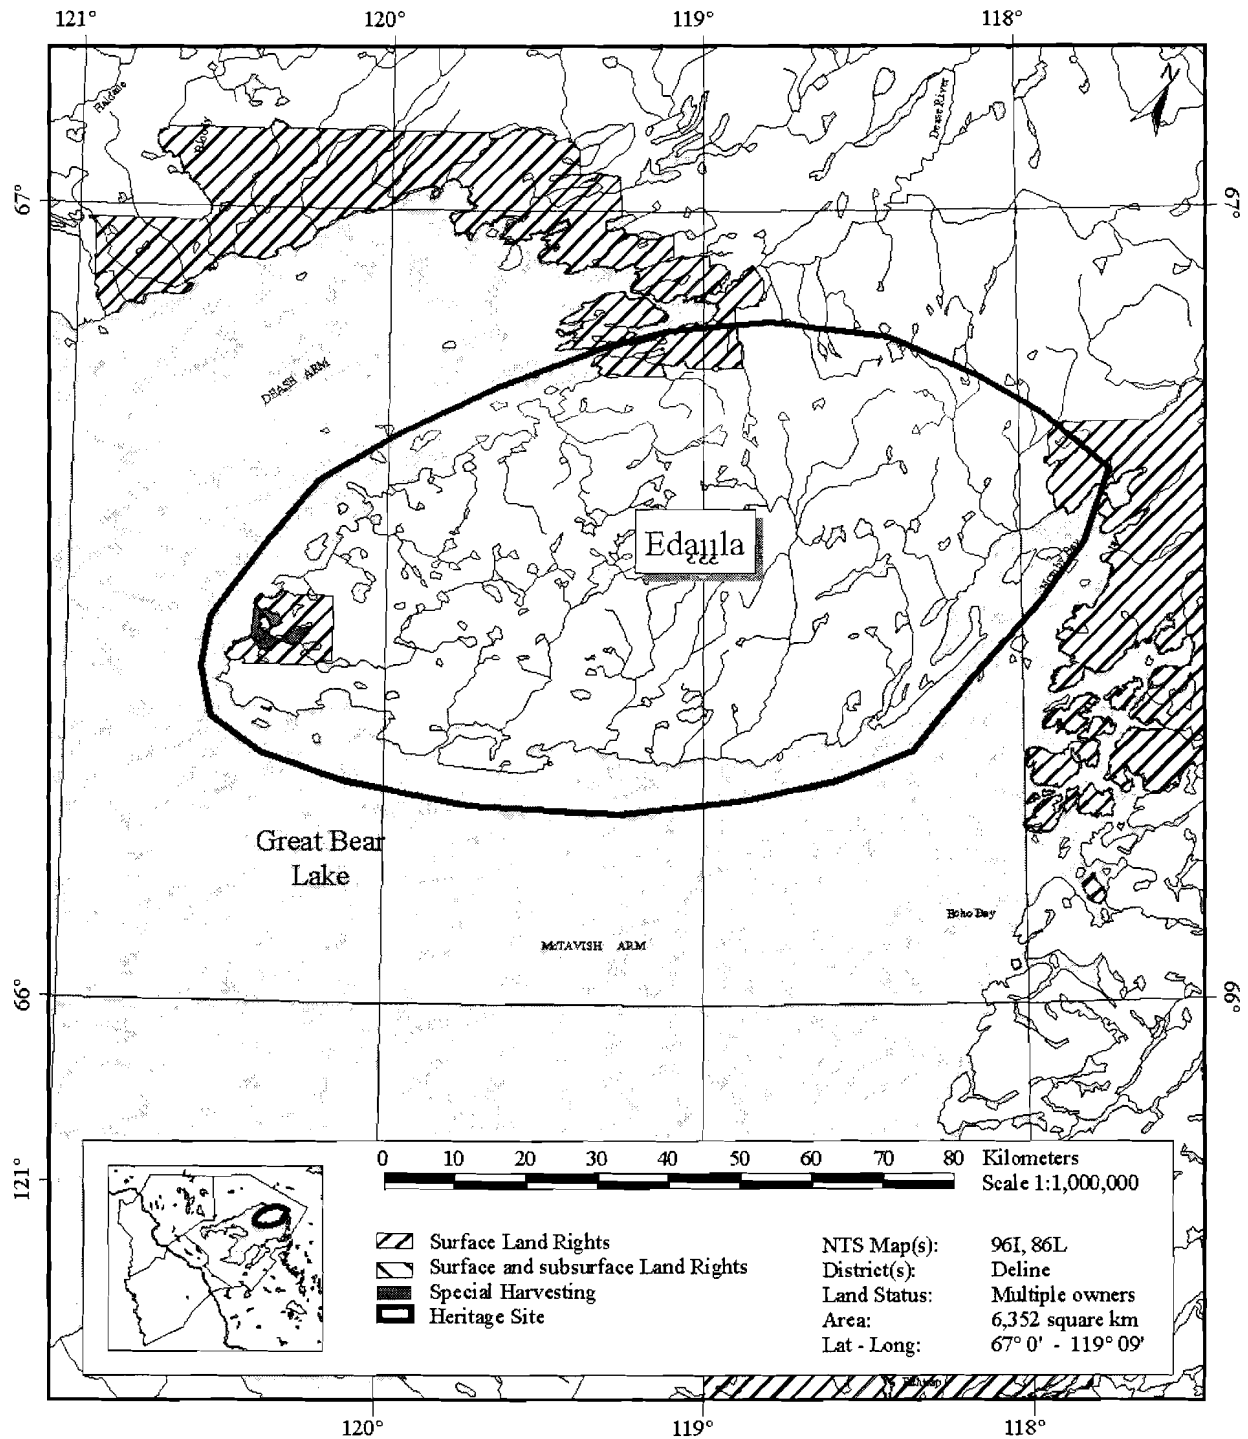 121° 120° 119° 118°
N
Haldane
Bloody
Dease River
67° 67°
DEASE ARM
Edaįįla
Great Bear
Lake
McTAVISH ARM
Echo Bay
66° 66°
121°
0 10 20 30 40 50 60 70 80 Kilometers
Scale 1:1,000,000
Surface Land Rights
Surface and subsurface Land Rights
Special Harvesting
Heritage Site
NTS Map(s): 96I, 86L
District(s): Deline
Land Status: Multiple owners
Area: 6,352 square km
Lat - Long: 67° 0' - 119° 09'
120° 119° 118°